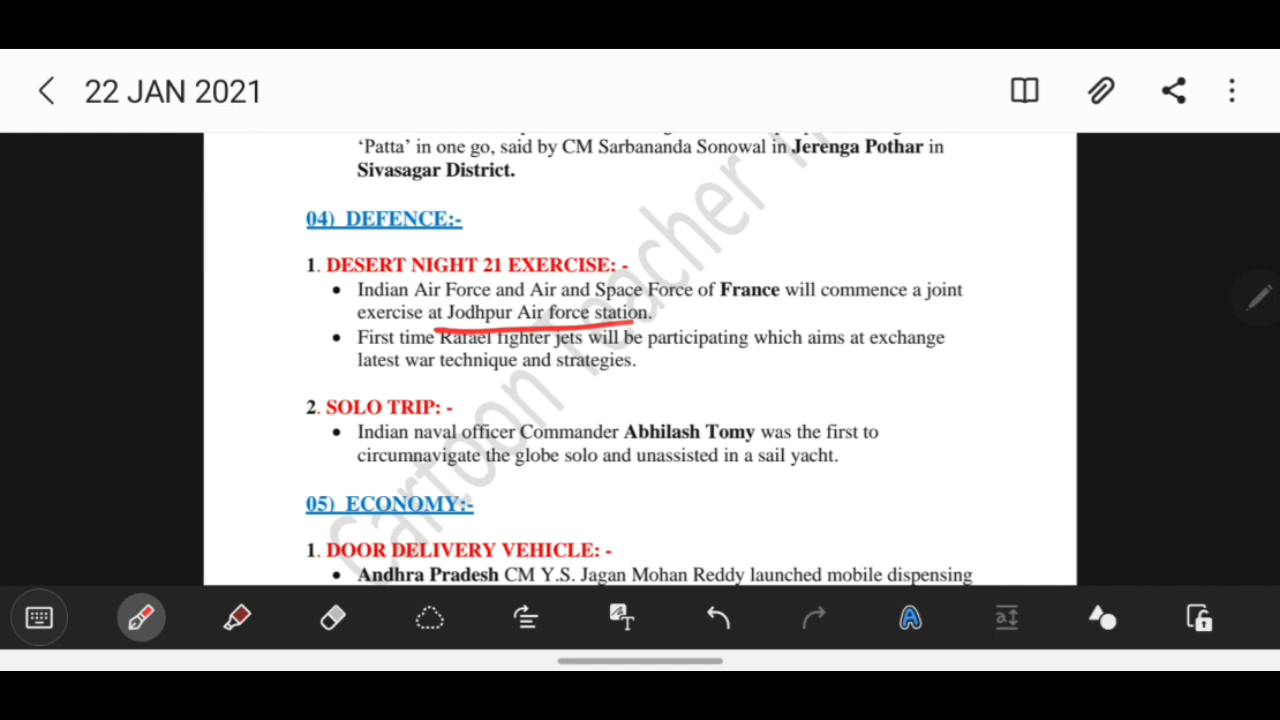 22 JAN 2021
‘Patta’ in one go, said by CM Sarbananda Sonowal in Jerenga Pothar in
Sivasagar District.
04) DEFENCE:-
1. DESERT NIGHT 21 EXERCISE: -
• Indian Air Force and Air and Space Force of France will commence a joint
exercise at Jodhpur Air force station.
• First time Rafael fighter jets will be participating which aims at exchange
latest war technique and strategies.
2. SOLO TRIP: -
• Indian naval officer Commander Abhilash Tomy was the first to
circumnavigate the globe solo and unassisted in a sail yacht.
05) ECONOMY:-
1. DOOR DELIVERY VEHICLE: -
• Andhra Pradesh CM Y.S. Jagan Mohan Reddy launched mobile dispensing
Cartoon Teacher